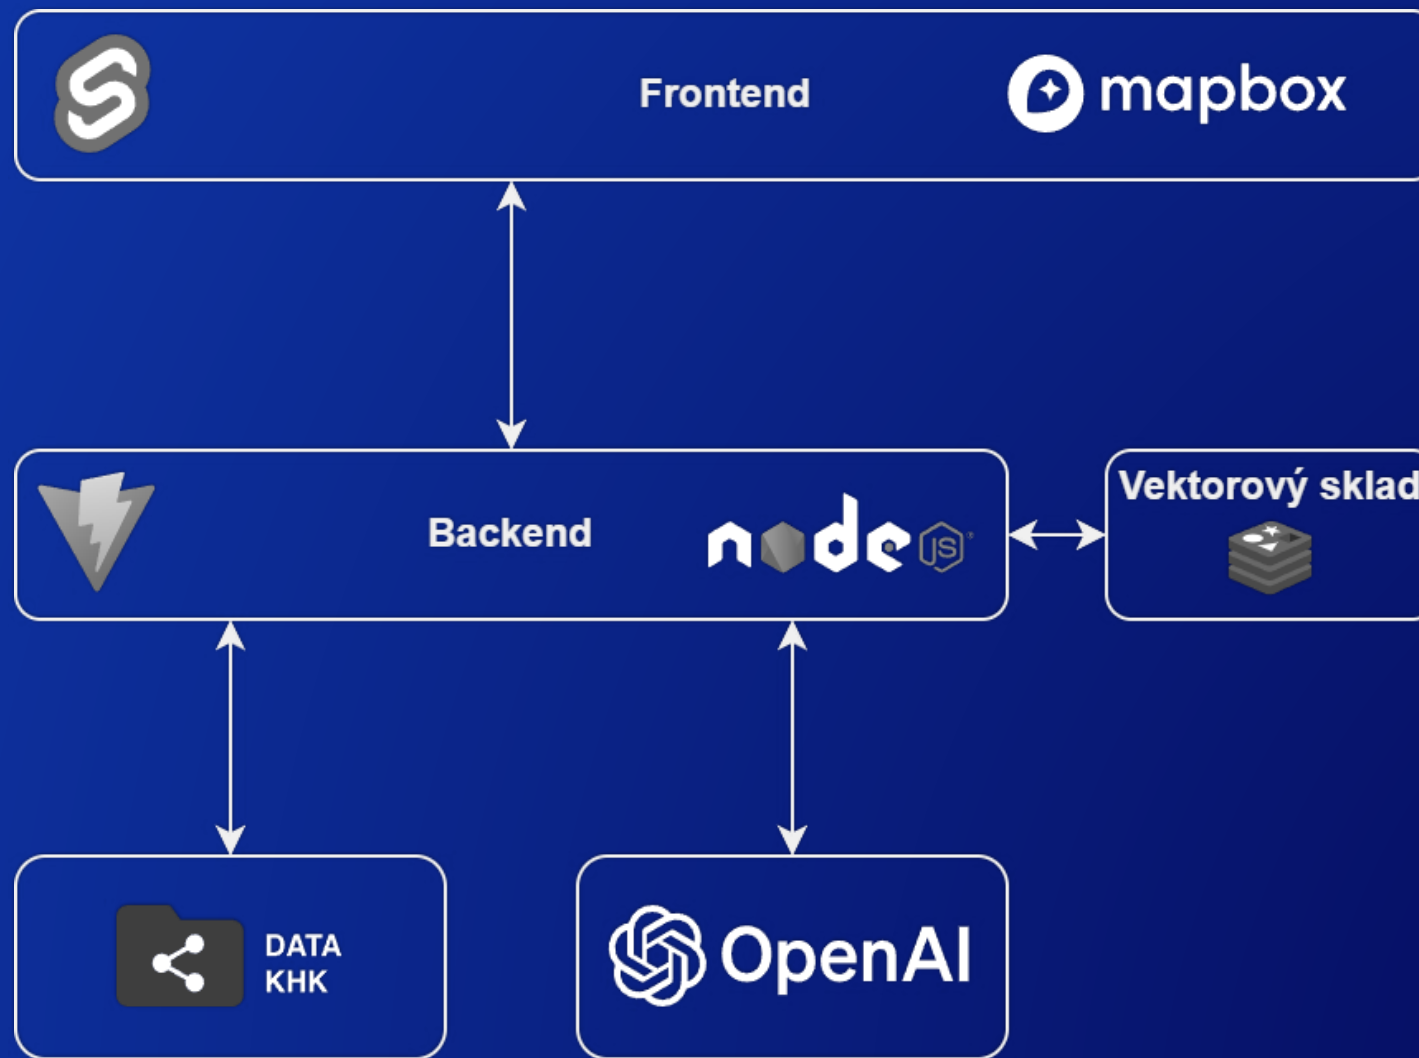 Frontend
mapbox
Backend
node
JS
Vektorový sklad
DATA
KHK
OpenAI